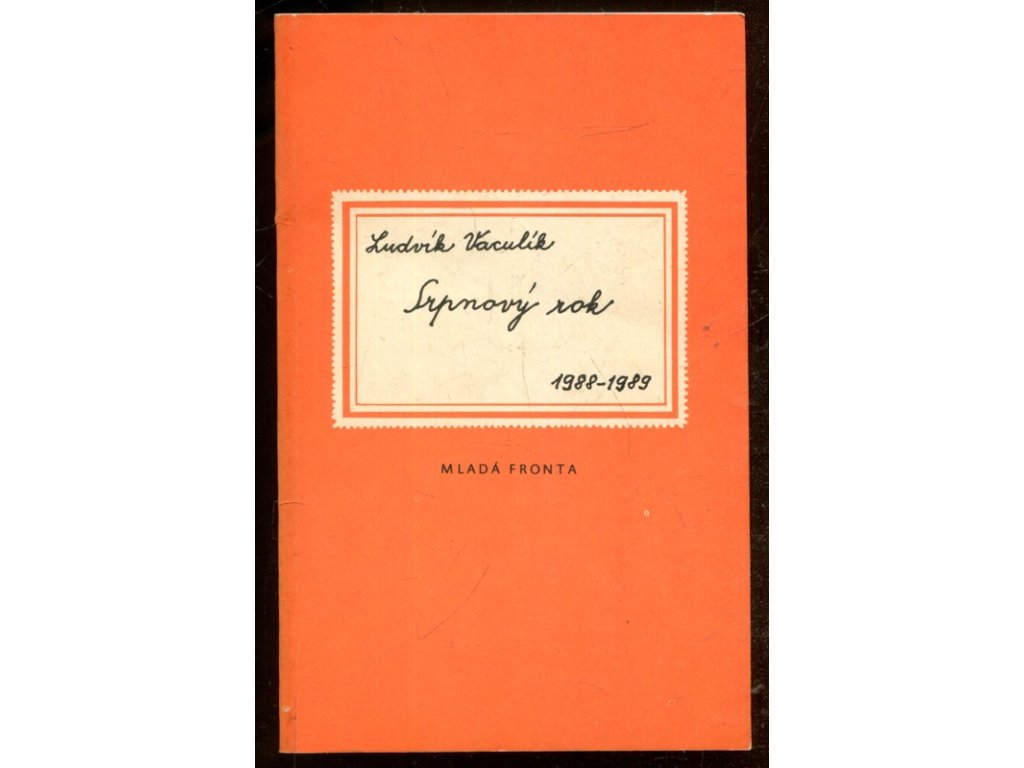 Ludvík Vaculík
Srpnový rok
1988-1989
MLADÁ FRONTA